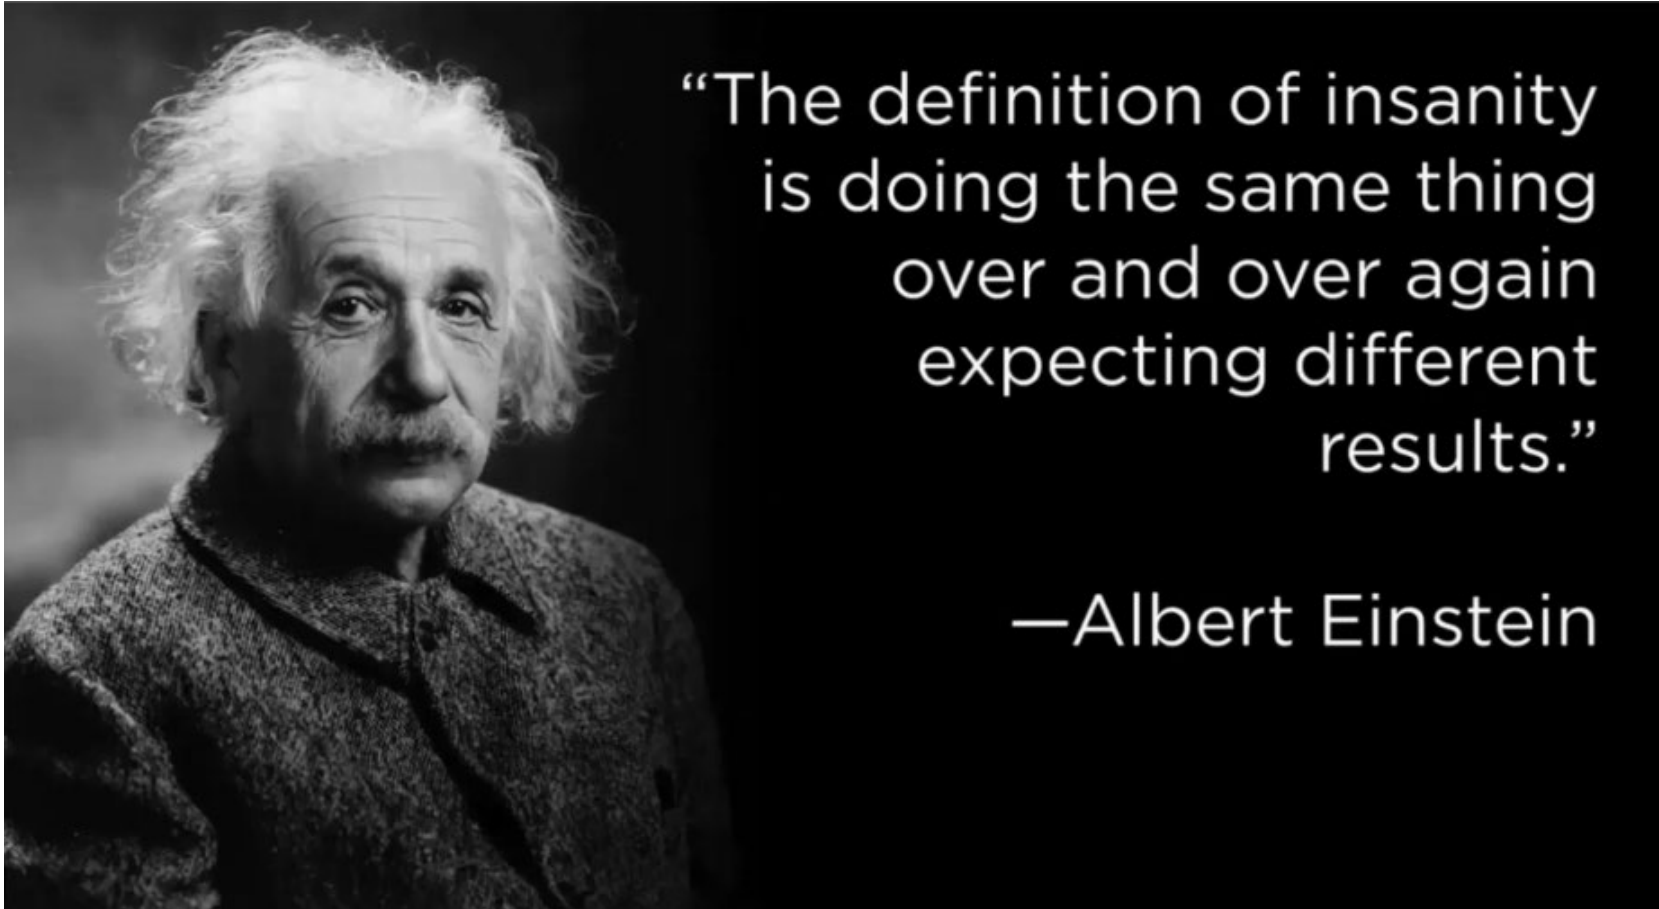 “The definition of insanity
is doing the same thing
over and over again
expecting different
results.”
—Albert Einstein